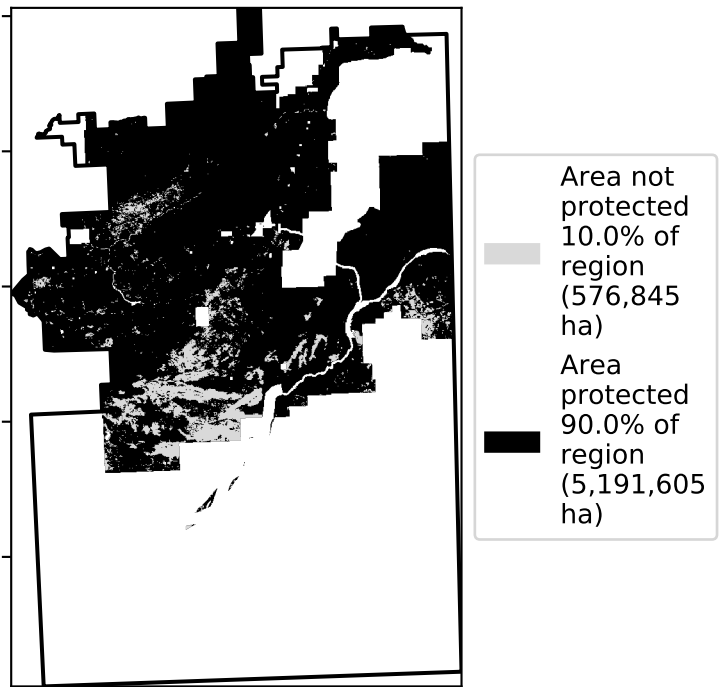 Area not
protected
10.0% of
region
(576,845
ha)
Area
protected
90.0% of
region
(5,191,605
ha)